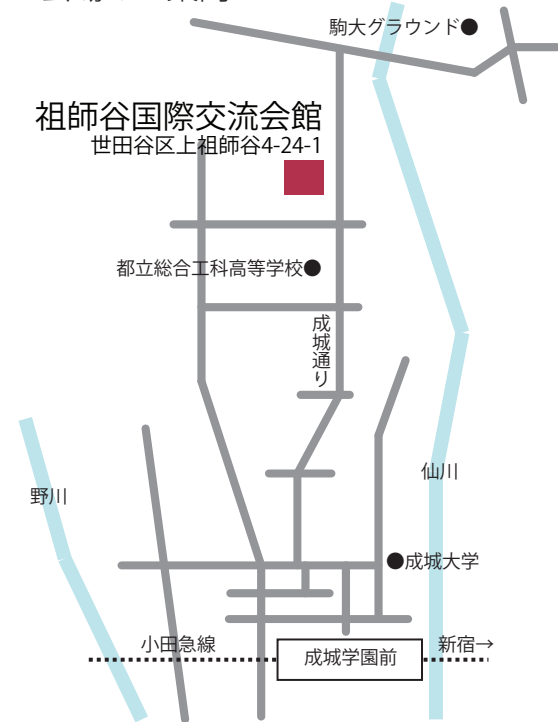 駒大グラウンド●
祖師谷国際交流会館
世田谷区上祖師谷4-24-1
都立総合工科高等学校●
成城通り
仙川
野川
●成城大学
小田急線
成城学園前
新宿→